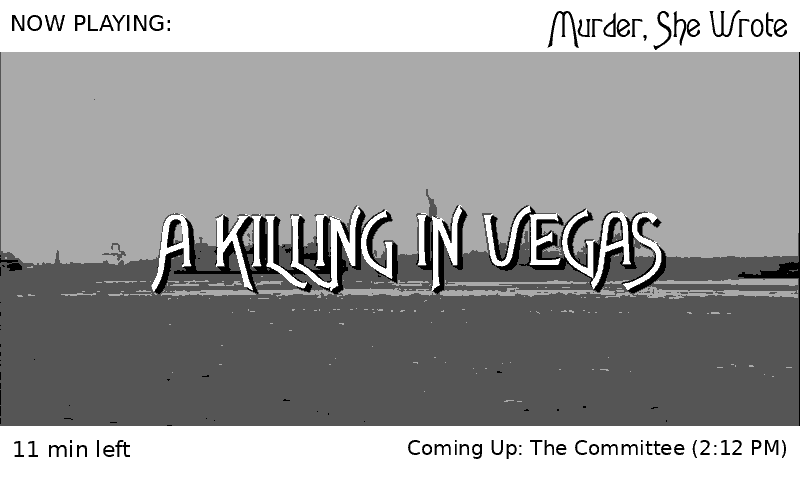 NOW PLAYING:
Murder, She Wrote
A KILLING IN VEGAS
11 min left
Coming Up: The Committee (2:12 PM)